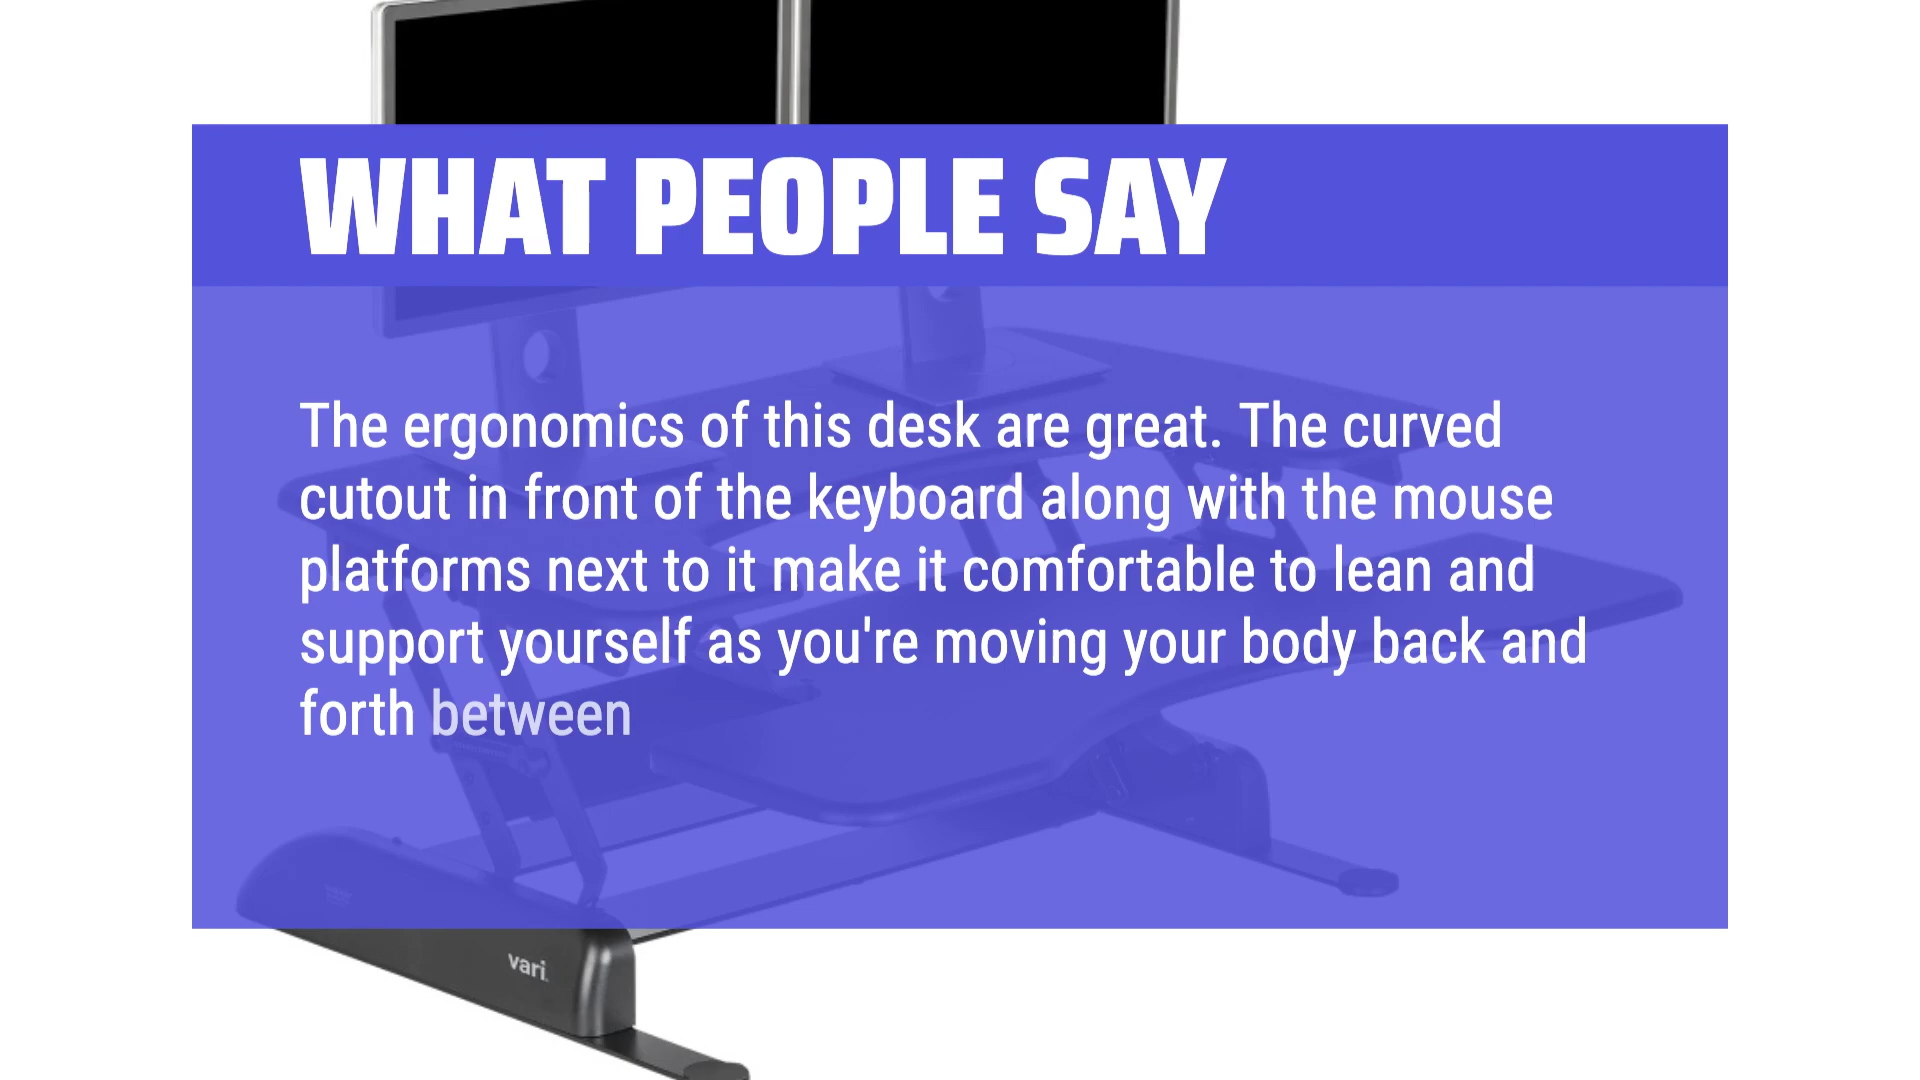 WHAT PEOPLE SAY
The ergonomics of this desk are great. The curved
cutout in front of the keyboard along with the mouse
platforms next to it make it comfortable to lean and
support yourself as you're moving your body back and
forth between
vari